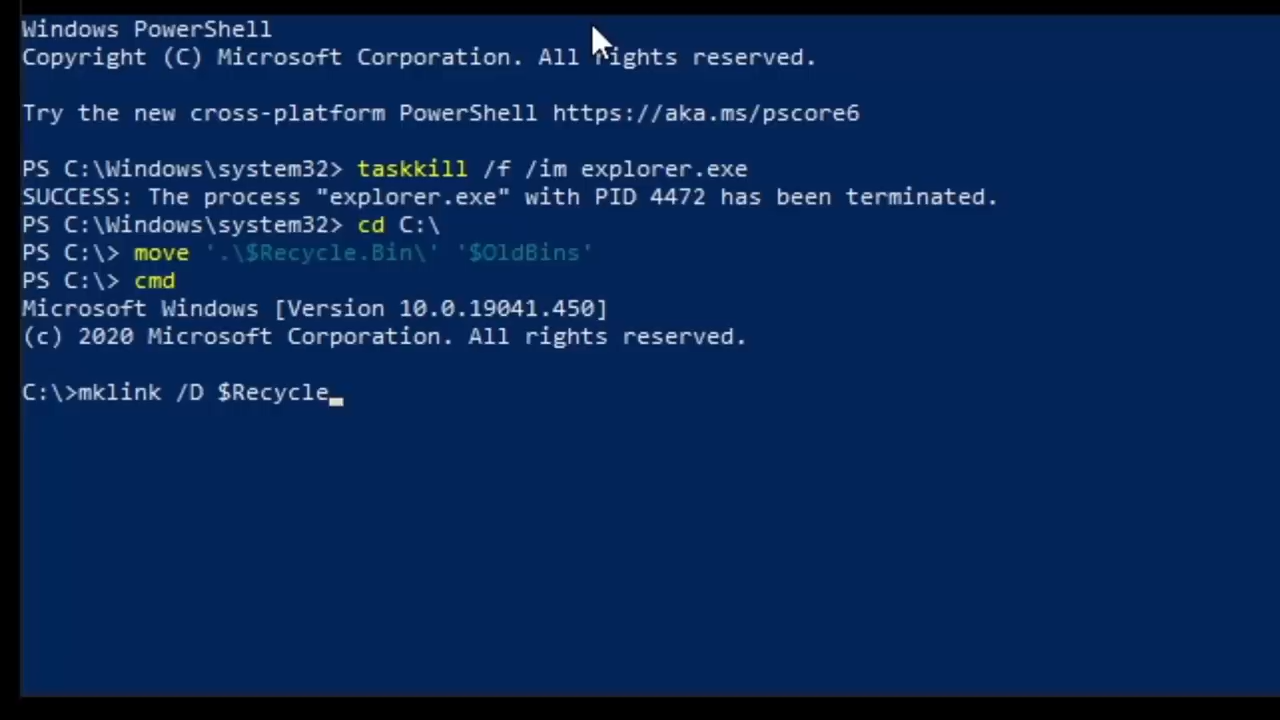 Windows PowerShell
Copyright (C) Microsoft Corporation. All rights reserved.
Try the new cross-platform PowerShell https://aka.ms/pscore6
PS C:\Windows\system32> taskkill /f /im explorer.exe
SUCCESS: The process "explorer.exe" with PID 4472 has been terminated.
PS C:\Windows\system32> cd C:\
PS C:\> move '.\$Recycle.Bin\' '$OldBins'
PS C:\> cmd
Microsoft Windows [Version 10.0.19041.450]
(c) 2020 Microsoft Corporation. All rights reserved.
C:\>mklink /D $Recycle